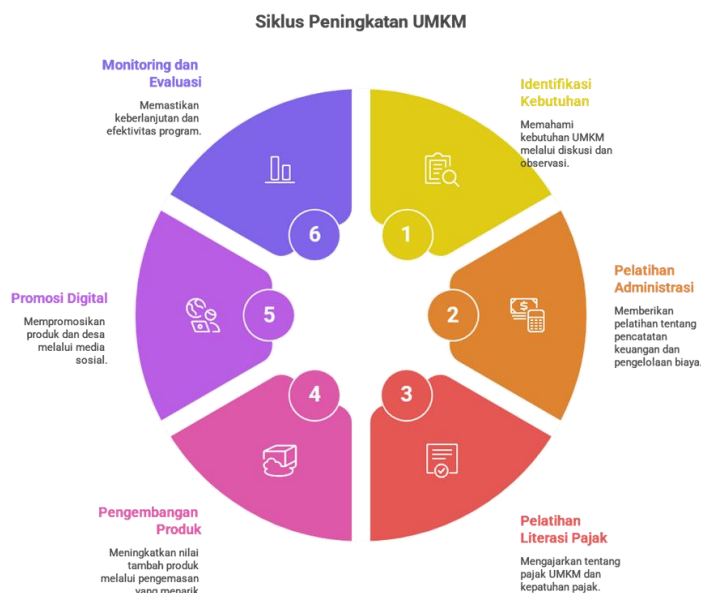 Siklus Peningkatan UMKM
Identifikasi
Kebutuhan
Memahami
kebutuhan UMKM
melalui diskusi dan
observasi.
1
Pelatihan
Administrasi
Memberikan
pelatihan tentang
pencatatan
keuangan dan
pengelolaan biaya.
2
$
Pelatihan
Literasi Pajak
Mengajarkan tentang
pajak UMKM dan
kepatuhan pajak.
3
Pengembangan
Produk
Meningkatkan nilai
tambah produk
melalui pengemasan
yang menarik
4
Promosi Digital
Mempromosikan
produk dan desa
melalui media
sosial.
5
Monitoring dan
Evaluasi
Memastikan
keberlanjutan dan
efektivitas program.
6